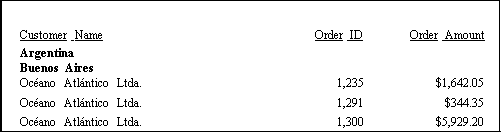 Customer Name Order ID Order Amount
Argentina
Buenos Aires
Océano Atlántico Ltda. 1,235 $1,642.05
Océano Atlántico Ltda. 1,291 $344.35
Océano Atlántico Ltda. 1,300 $5,929.20